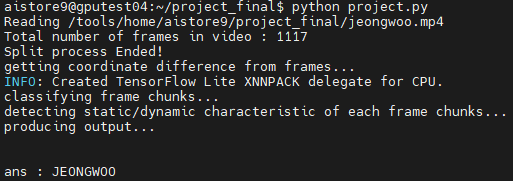 aistore9@gputest04:~/project_final$ python project.py
Reading /tools/home/aistore9/project_final/jeongwoo.mp4
Total number of frames in video : 1117
Split process Ended!
getting coordinate difference from frames...
INFO: Created TensorFlow Lite XNNPACK delegate for CPU.
classifying frame chunks...
detecting static/dynamic characteristic of each frame chunks...
producing output...
ans : JEONGWOO